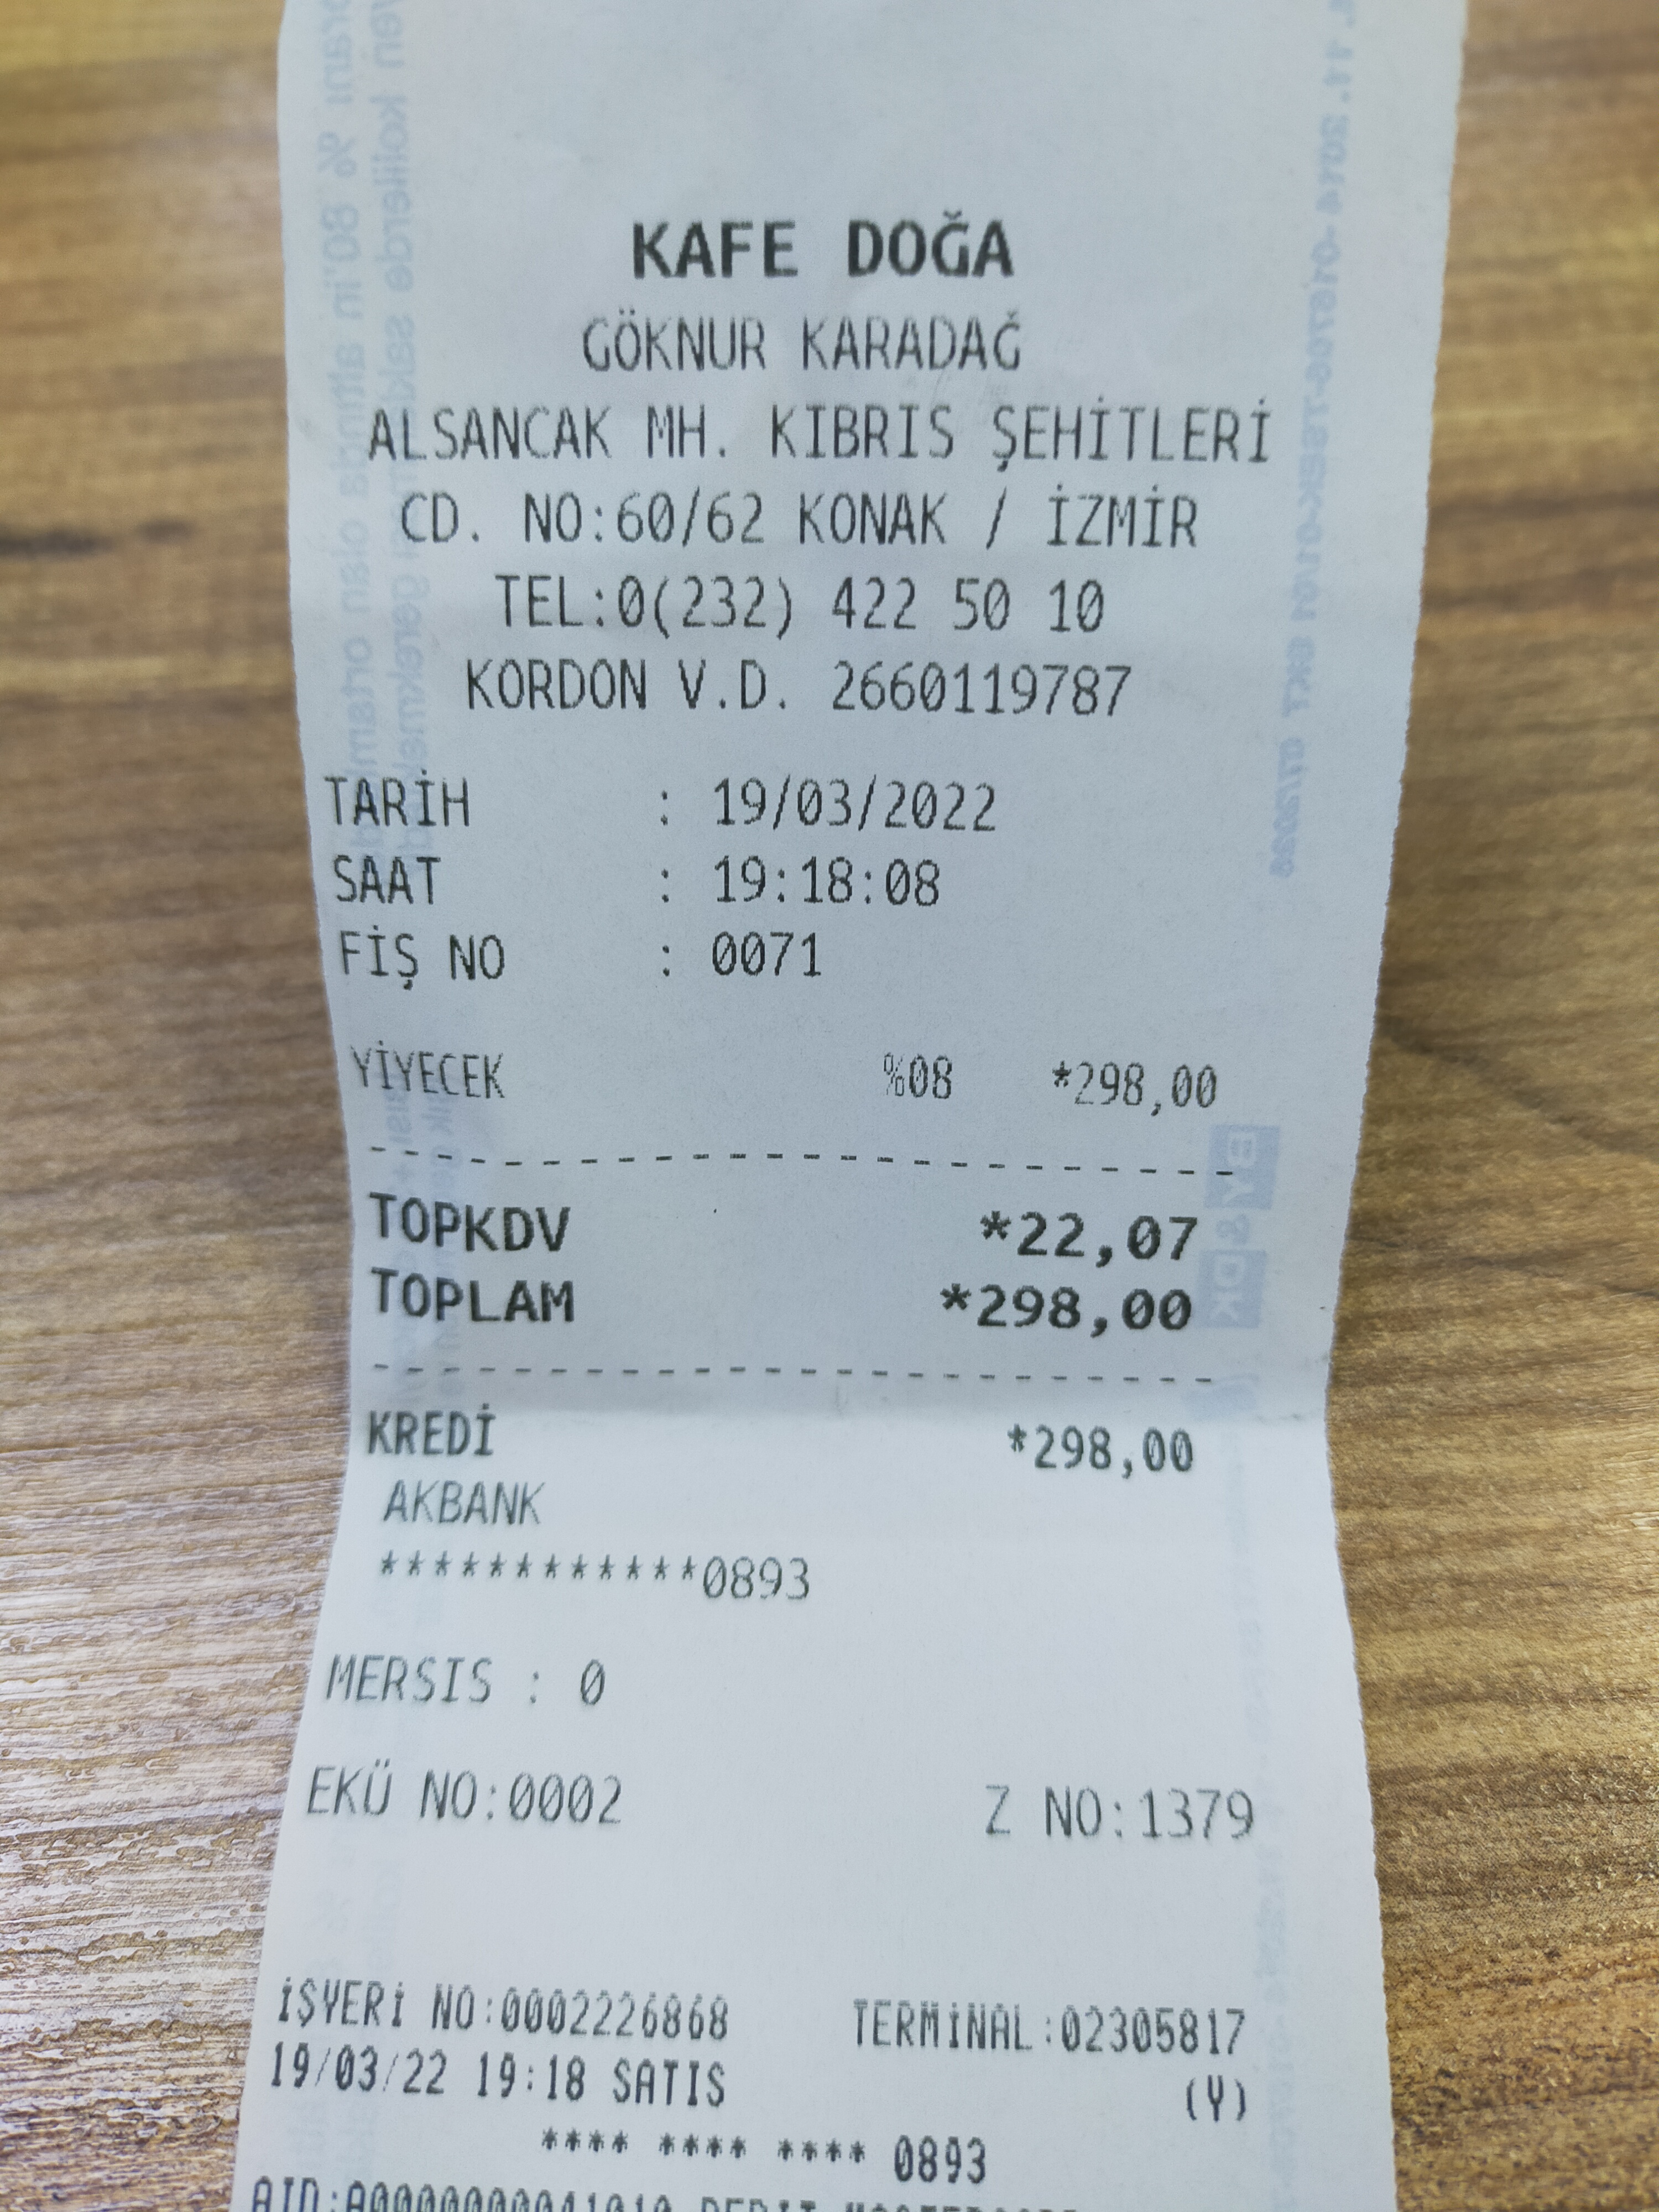 KAFE DOĞA
GÖKNUR KARADAĞ
ALSANCAK MH. KIBRIS ŞEHİTLERİ
CD. NO:60/62 KONAK / İZMİR
TEL:0(232) 422 50 10
KORDON V.D. 2660119787
TARİH : 19/03/2022
SAAT : 19:18:08
FİŞ NO : 0071
YİYECEK %08 *298,00
TOPKDV *22,07
TOPLAM *298,00
KREDİ *298,00
AKBANK
************0893
MERSIS : 0
EKÜ NO:0002 Z NO:1379
İŞYERİ NO:0002226868 TERMİNAL:02305817
19/03/22 19:18 SATIS (Y)
**** **** **** 0893